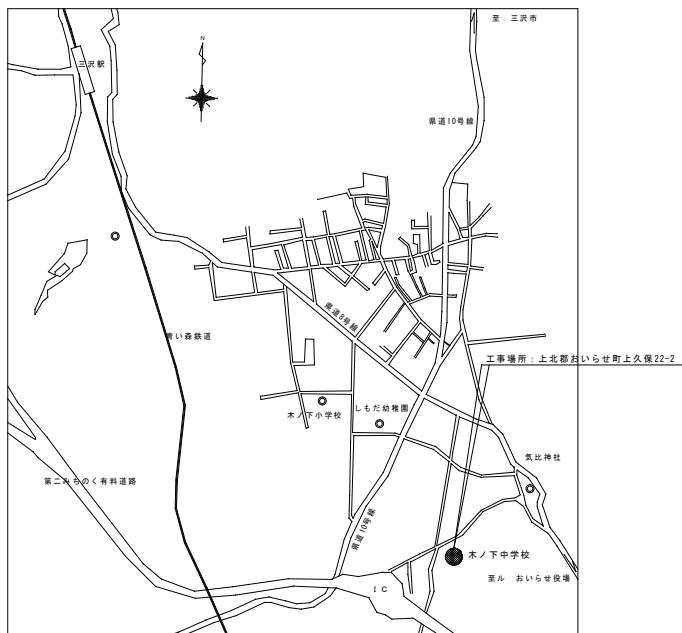 至 三沢市
N
三沢駅
県道10号線
県道8号線
青い森鉄道
工事場所：上北郡おいらせ町上久保22-2
木ノ下小学校
しもだ幼稚園
気比神社
第二みちのく有料道路
県道10号線
木ノ下中学校
至ル おいらせ役場
IC